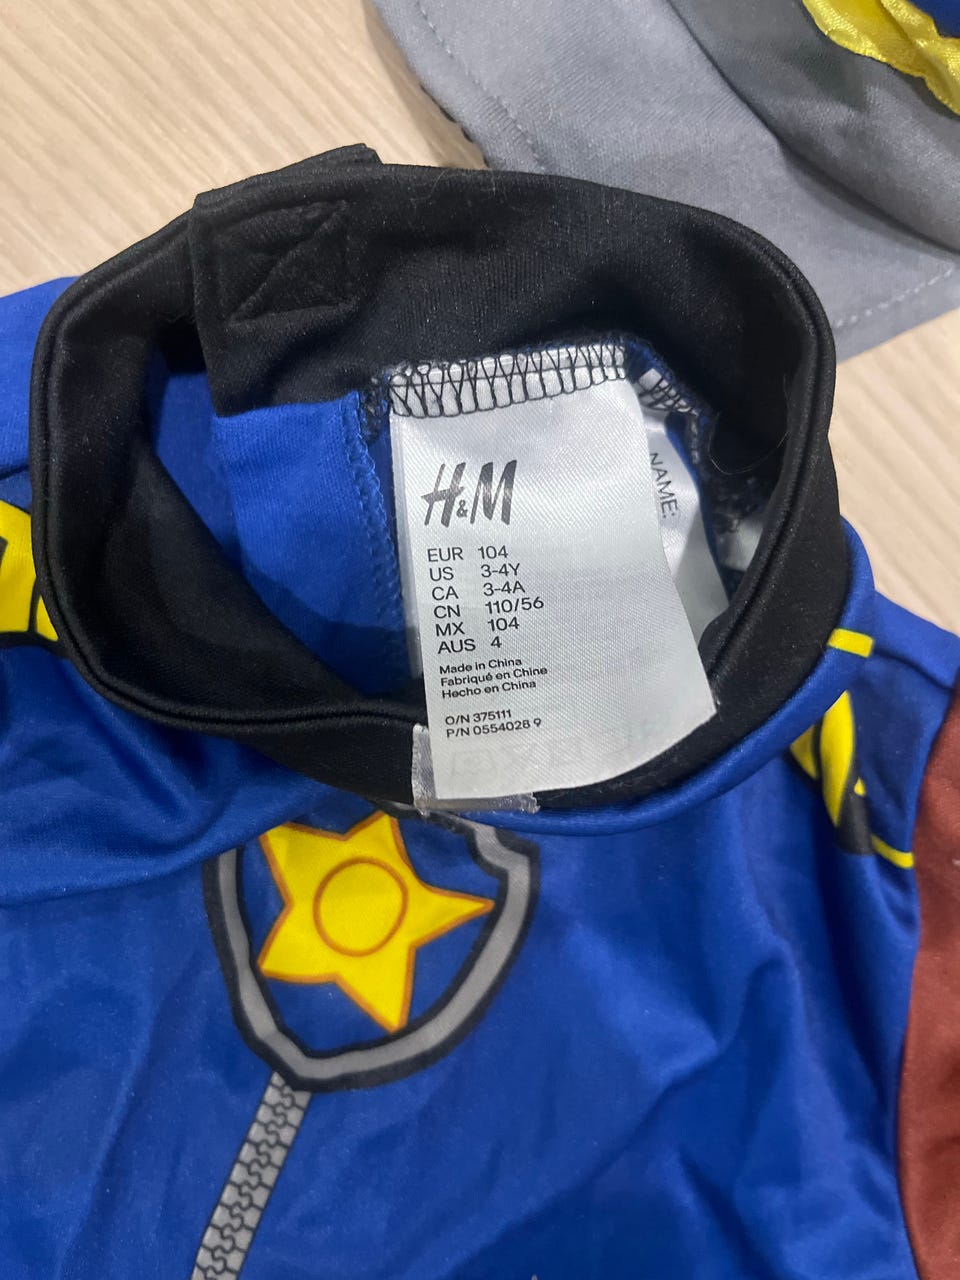 H&M
EUR 104
US 3-4Y
CA 3-4A
CN 110/56
MX 104
AUS 4
Made in China
Fabriqué en Chine
Hecho en China
O/N 375111
P/N 0554028 9
NAME: